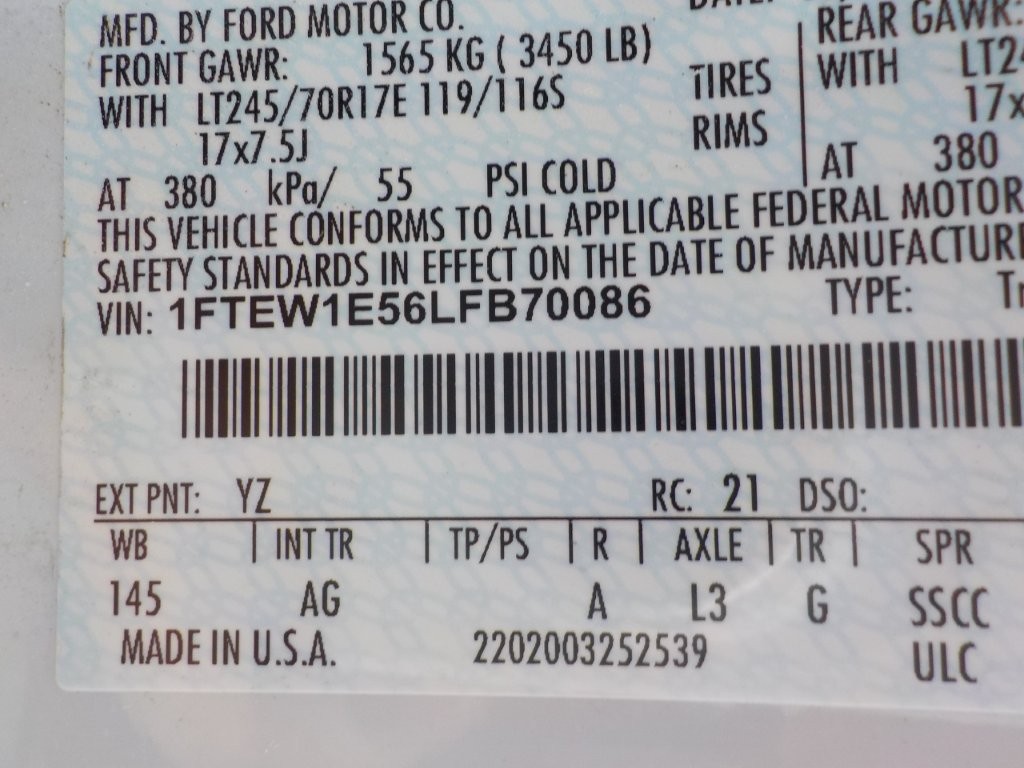 MFD. BY FORD MOTOR CO.
FRONT GAWR: 1565 KG ( 3450 LB) REAR GAWR:
WITH LT245/70R17E 119/116S TIRES WITH
17x7.5J RIMS
AT 380 kPa/ 55 PSI COLD AT 380
THIS VEHICLE CONFORMS TO ALL APPLICABLE FEDERAL MOTOR
SAFETY STANDARDS IN EFFECT ON THE DATE OF
VIN: 1FTEW1E56LFB70086 TYPE:
EXT PNT: YZ RC: 21 DSO:
WB | INT TR | TP/PS | R | AXLE | TR | SPR
145 AG A L3 G SSCC
MADE IN U.S.A. 2202003252539 ULC